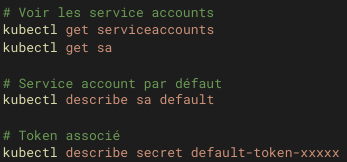 # Voir les service accounts
kubectl get serviceaccounts
kubectl get sa
# Service account par défaut
kubectl describe sa default
# Token associé
kubectl describe secret default-token-xxxxx